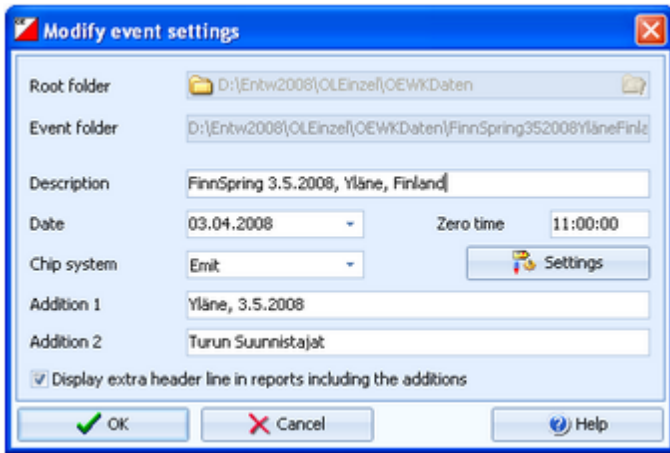 Modify event settings
Root folder D:\Entw2008\OLEinzel\OEWKDaten
Event folder D:\Entw2008\OLEinzel\OEWKDaten\FinnSpring352008YläneFinla
Description FinnSpring 3.5.2008, Yläne, Finland
Date 03.04.2008 Zero time 11:00:00
Chip system Emit Settings
Addition 1 Yläne, 3.5.2008
Addition 2 Turun Suunnistajat
Display extra header line in reports including the additions
OK Cancel Help